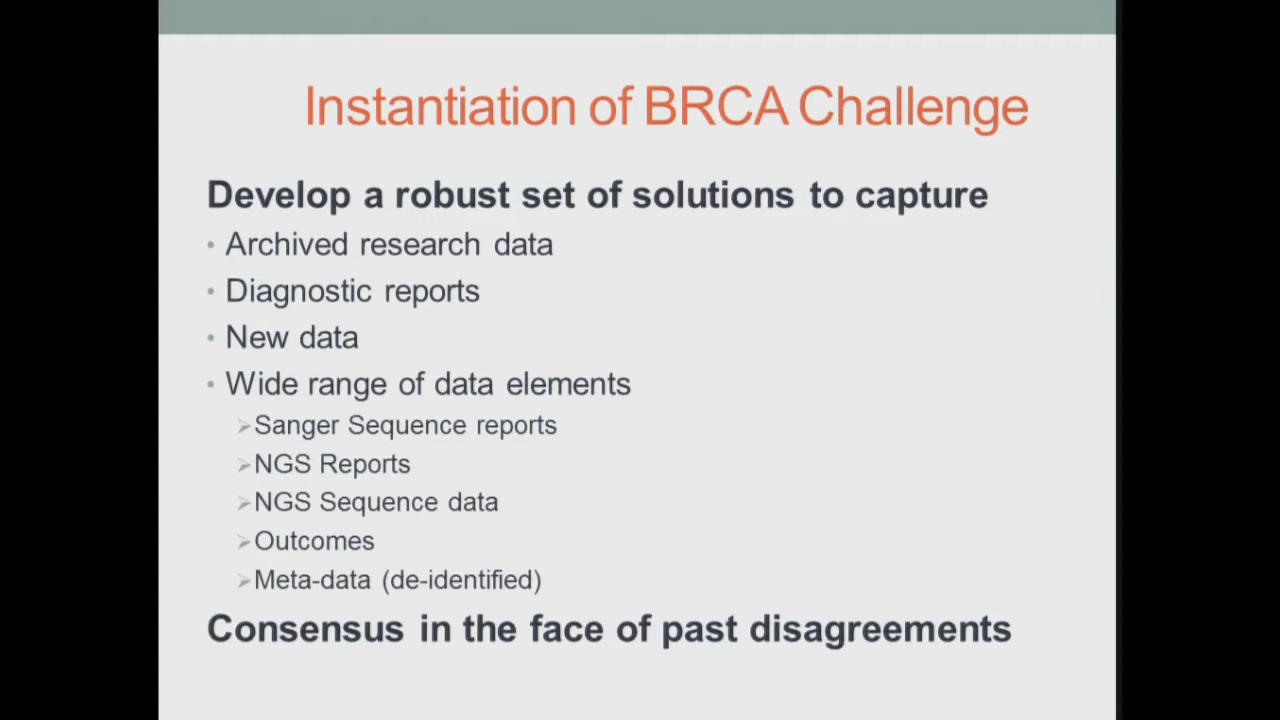 Instantiation of BRCA Challenge
Develop a robust set of solutions to capture
• Archived research data
• Diagnostic reports
• New data
• Wide range of data elements
➢Sanger Sequence reports
➢NGS Reports
➢NGS Sequence data
➢Outcomes
➢Meta-data (de-identified)
Consensus in the face of past disagreements